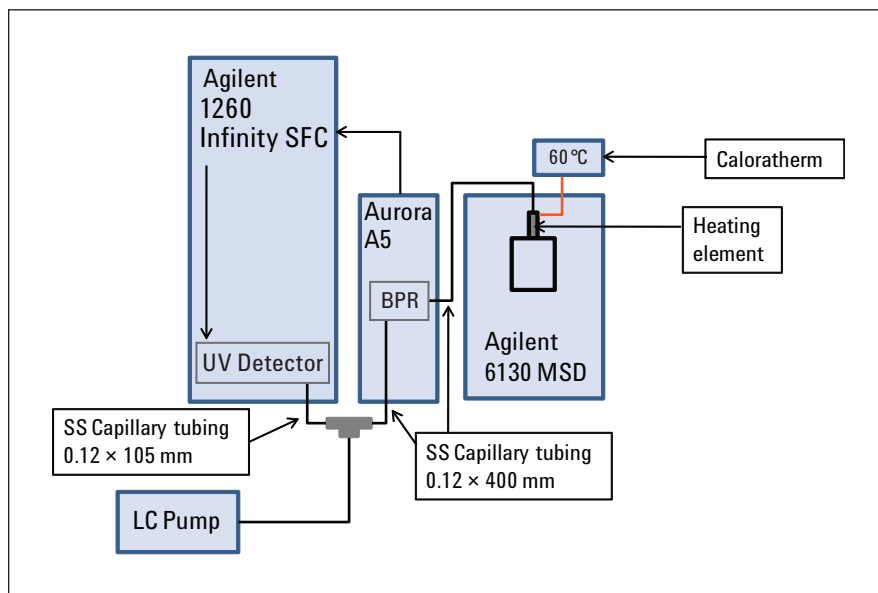 Agilent
1260
Infinity SFC
60 °C
Caloratherm
Aurora
A5
Heating
element
BPR
UV Detector
Agilent
6130 MSD
SS Capillary tubing
0.12 × 105 mm
SS Capillary tubing
0.12 × 400 mm
LC Pump